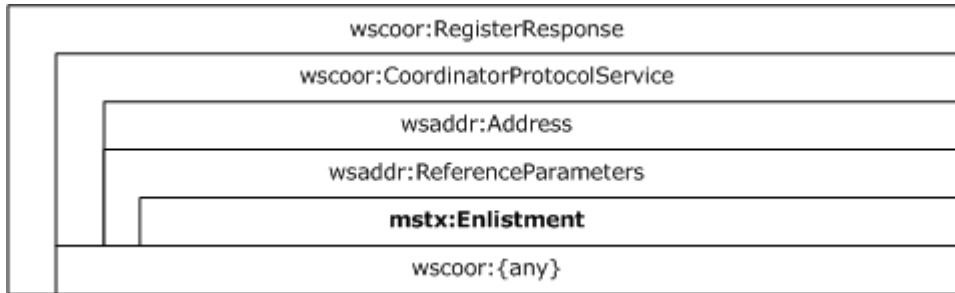 wscoor:RegisterResponse
wscoor:CoordinatorProtocolService
wsaddr:Address
wsaddr:ReferenceParameters
mstx:Enlistment
wscoor:{any}